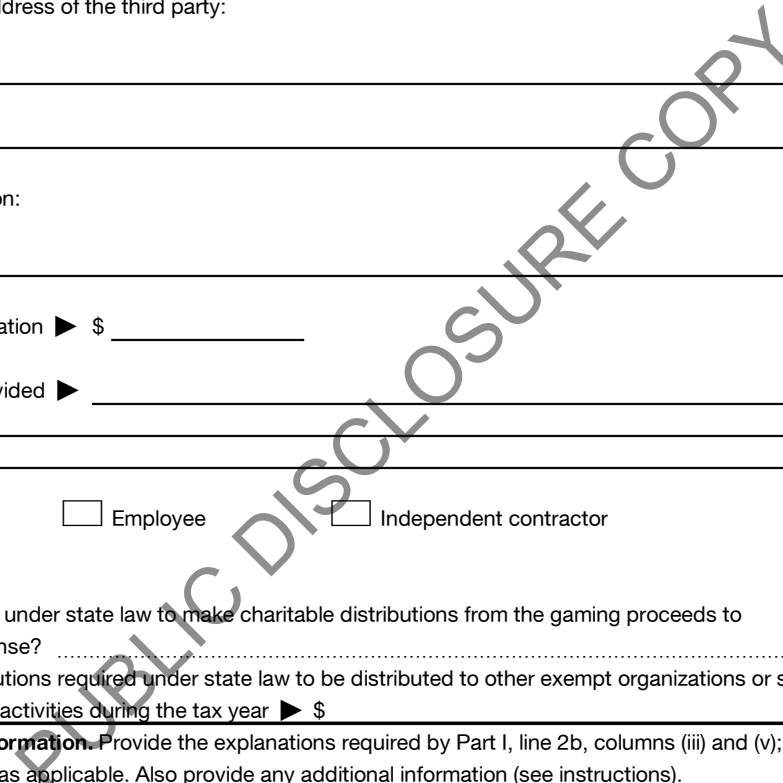 ddress of the third party:
on:
ation ▶ $
vided ▶
Employee Independent contractor
under state law to make charitable distributions from the gaming proceeds to
nse?
utions required under state law to be distributed to other exempt organizations or s
activities during the tax year ▶ $
ormation. Provide the explanations required by Part I, line 2b, columns (iii) and (v);
as applicable. Also provide any additional information (see instructions).
PUBLIC DISCLOSURE COPY